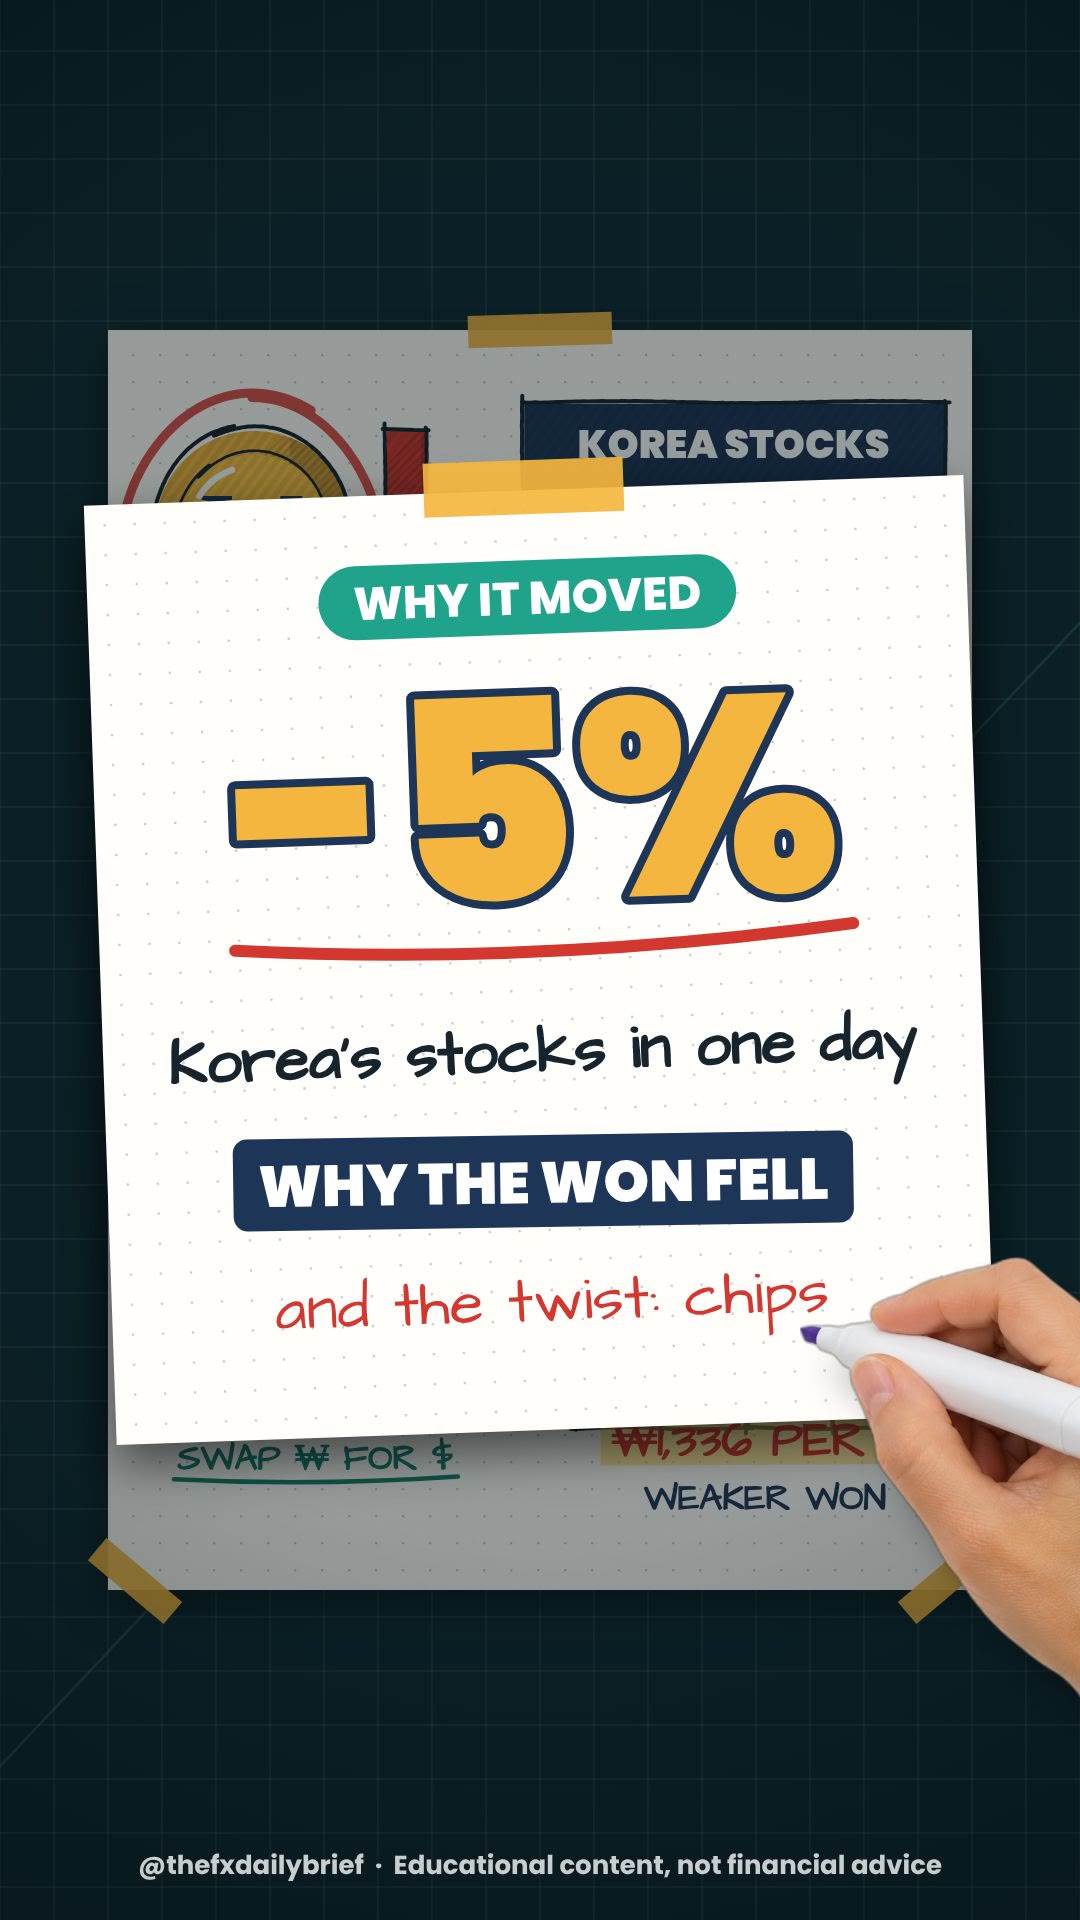 KOREA STOCKS
WHY IT MOVED
-5%
Korea's stocks in one day
WHY THE WON FELL
and the twist: chips
SWAP ₩ FOR $
₩1,336 PER
WEAKER WON
@thefxdailybrief · Educational content, not financial advice